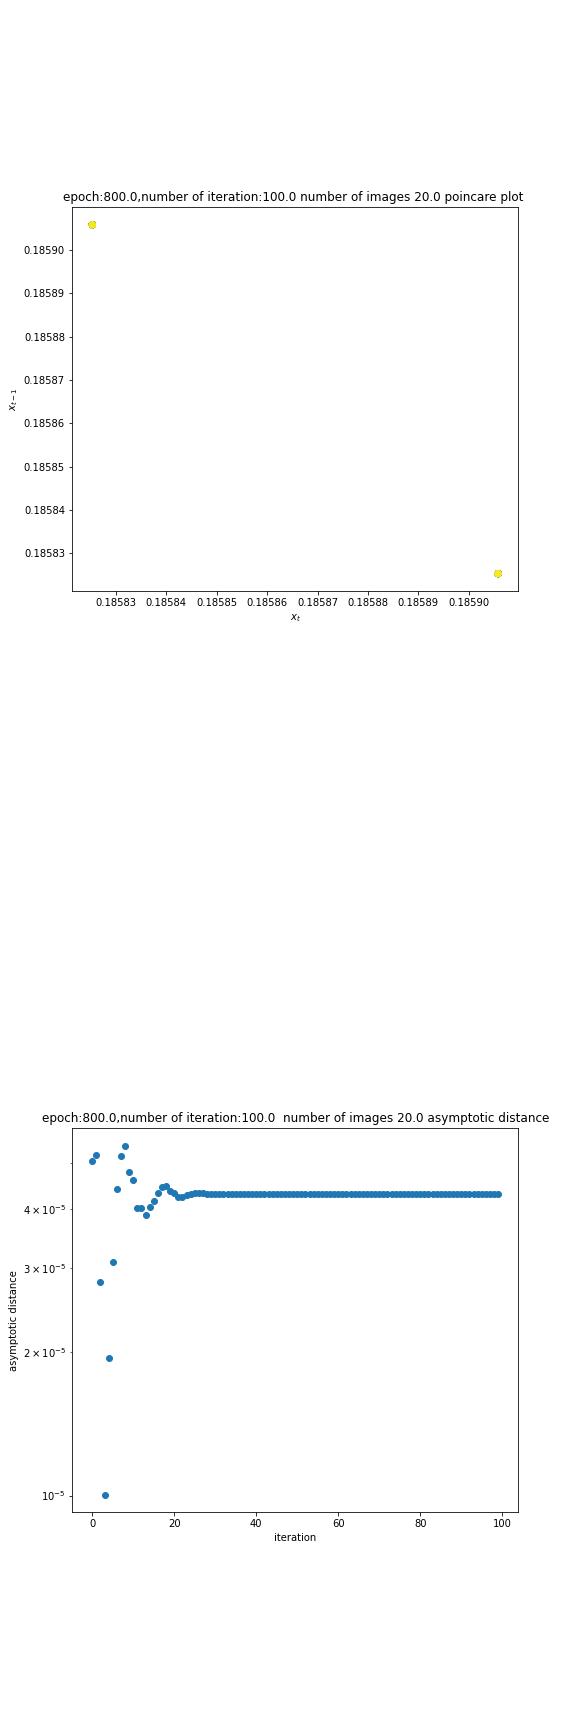 epoch:800.0,number of iteration:100.0 number of images 20.0 poincare plot
0.18590
0.18589
0.18588
0.18587
0.18586
0.18585
0.18584
0.18583
x_{t-1}
0.18583 0.18584 0.18585 0.18586 0.18587 0.18588 0.18589 0.18590
x_t
epoch:800.0,number of iteration:100.0  number of images 20.0 asymptotic distance
4 × 10⁻⁵
3 × 10⁻⁵
2 × 10⁻⁵
10⁻⁵
asymptotic distance
0 20 40 60 80 100
iteration